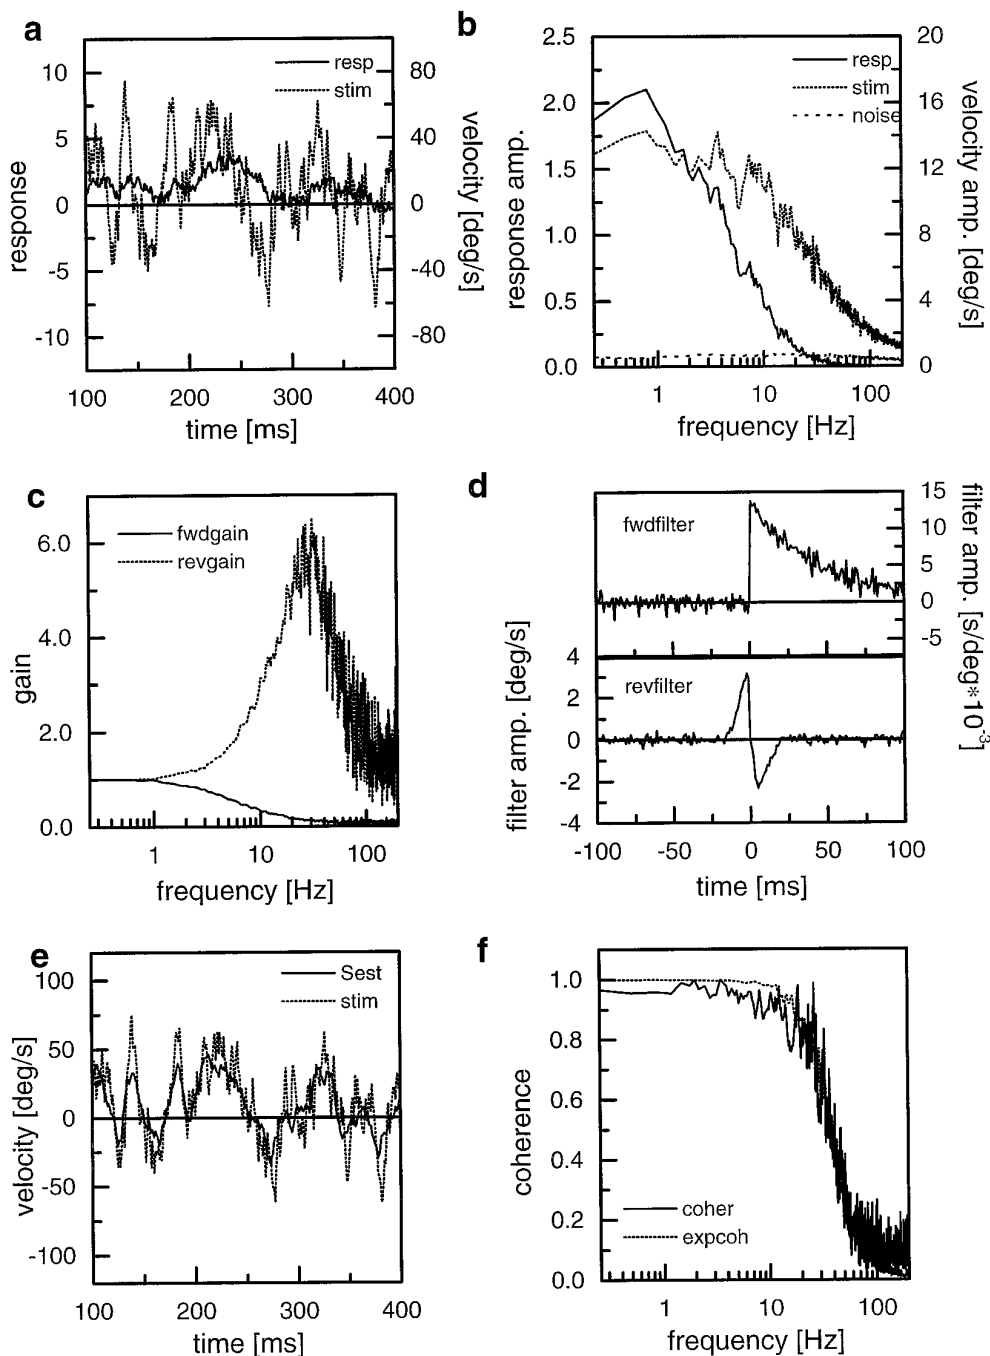 a
resp
stim
10
5
0
-5
-10
response
80
40
0
-40
-80
velocity [deg/s]
100 200 300 400
time [ms]
b
resp
stim
noise
2.5
2.0
1.5
1.0
0.5
0.0
response amp.
20
16
12
8
4
0
velocity amp. [deg/s]
1 10 100
frequency [Hz]
c
fwdgain
revgain
6.0
4.0
2.0
0.0
gain
1 10 100
frequency [Hz]
d
fwdfilter
15
10
5
0
-5
filter amp. [s/deg*10-3]
revfilter
4
2
0
-2
-4
filter amp. [deg/s]
-100 -50 0 50 100
time [ms]
e
Sest
stim
100
50
0
-50
-100
velocity [deg/s]
100 200 300 400
time [ms]
f
coher
expcoh
1.0
0.8
0.6
0.4
0.2
0.0
coherence
1 10 100
frequency [Hz]